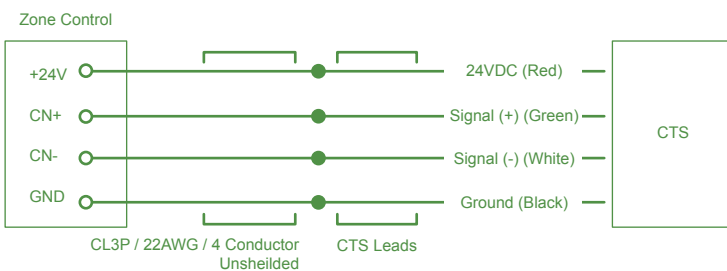 Zone Control
+24V
24VDC (Red)
CN+
Signal (+) (Green)
CTS
CN-
Signal (-) (White)
GND
Ground (Black)
CL3P / 22AWG / 4 Conductor
Unsheilded
CTS Leads